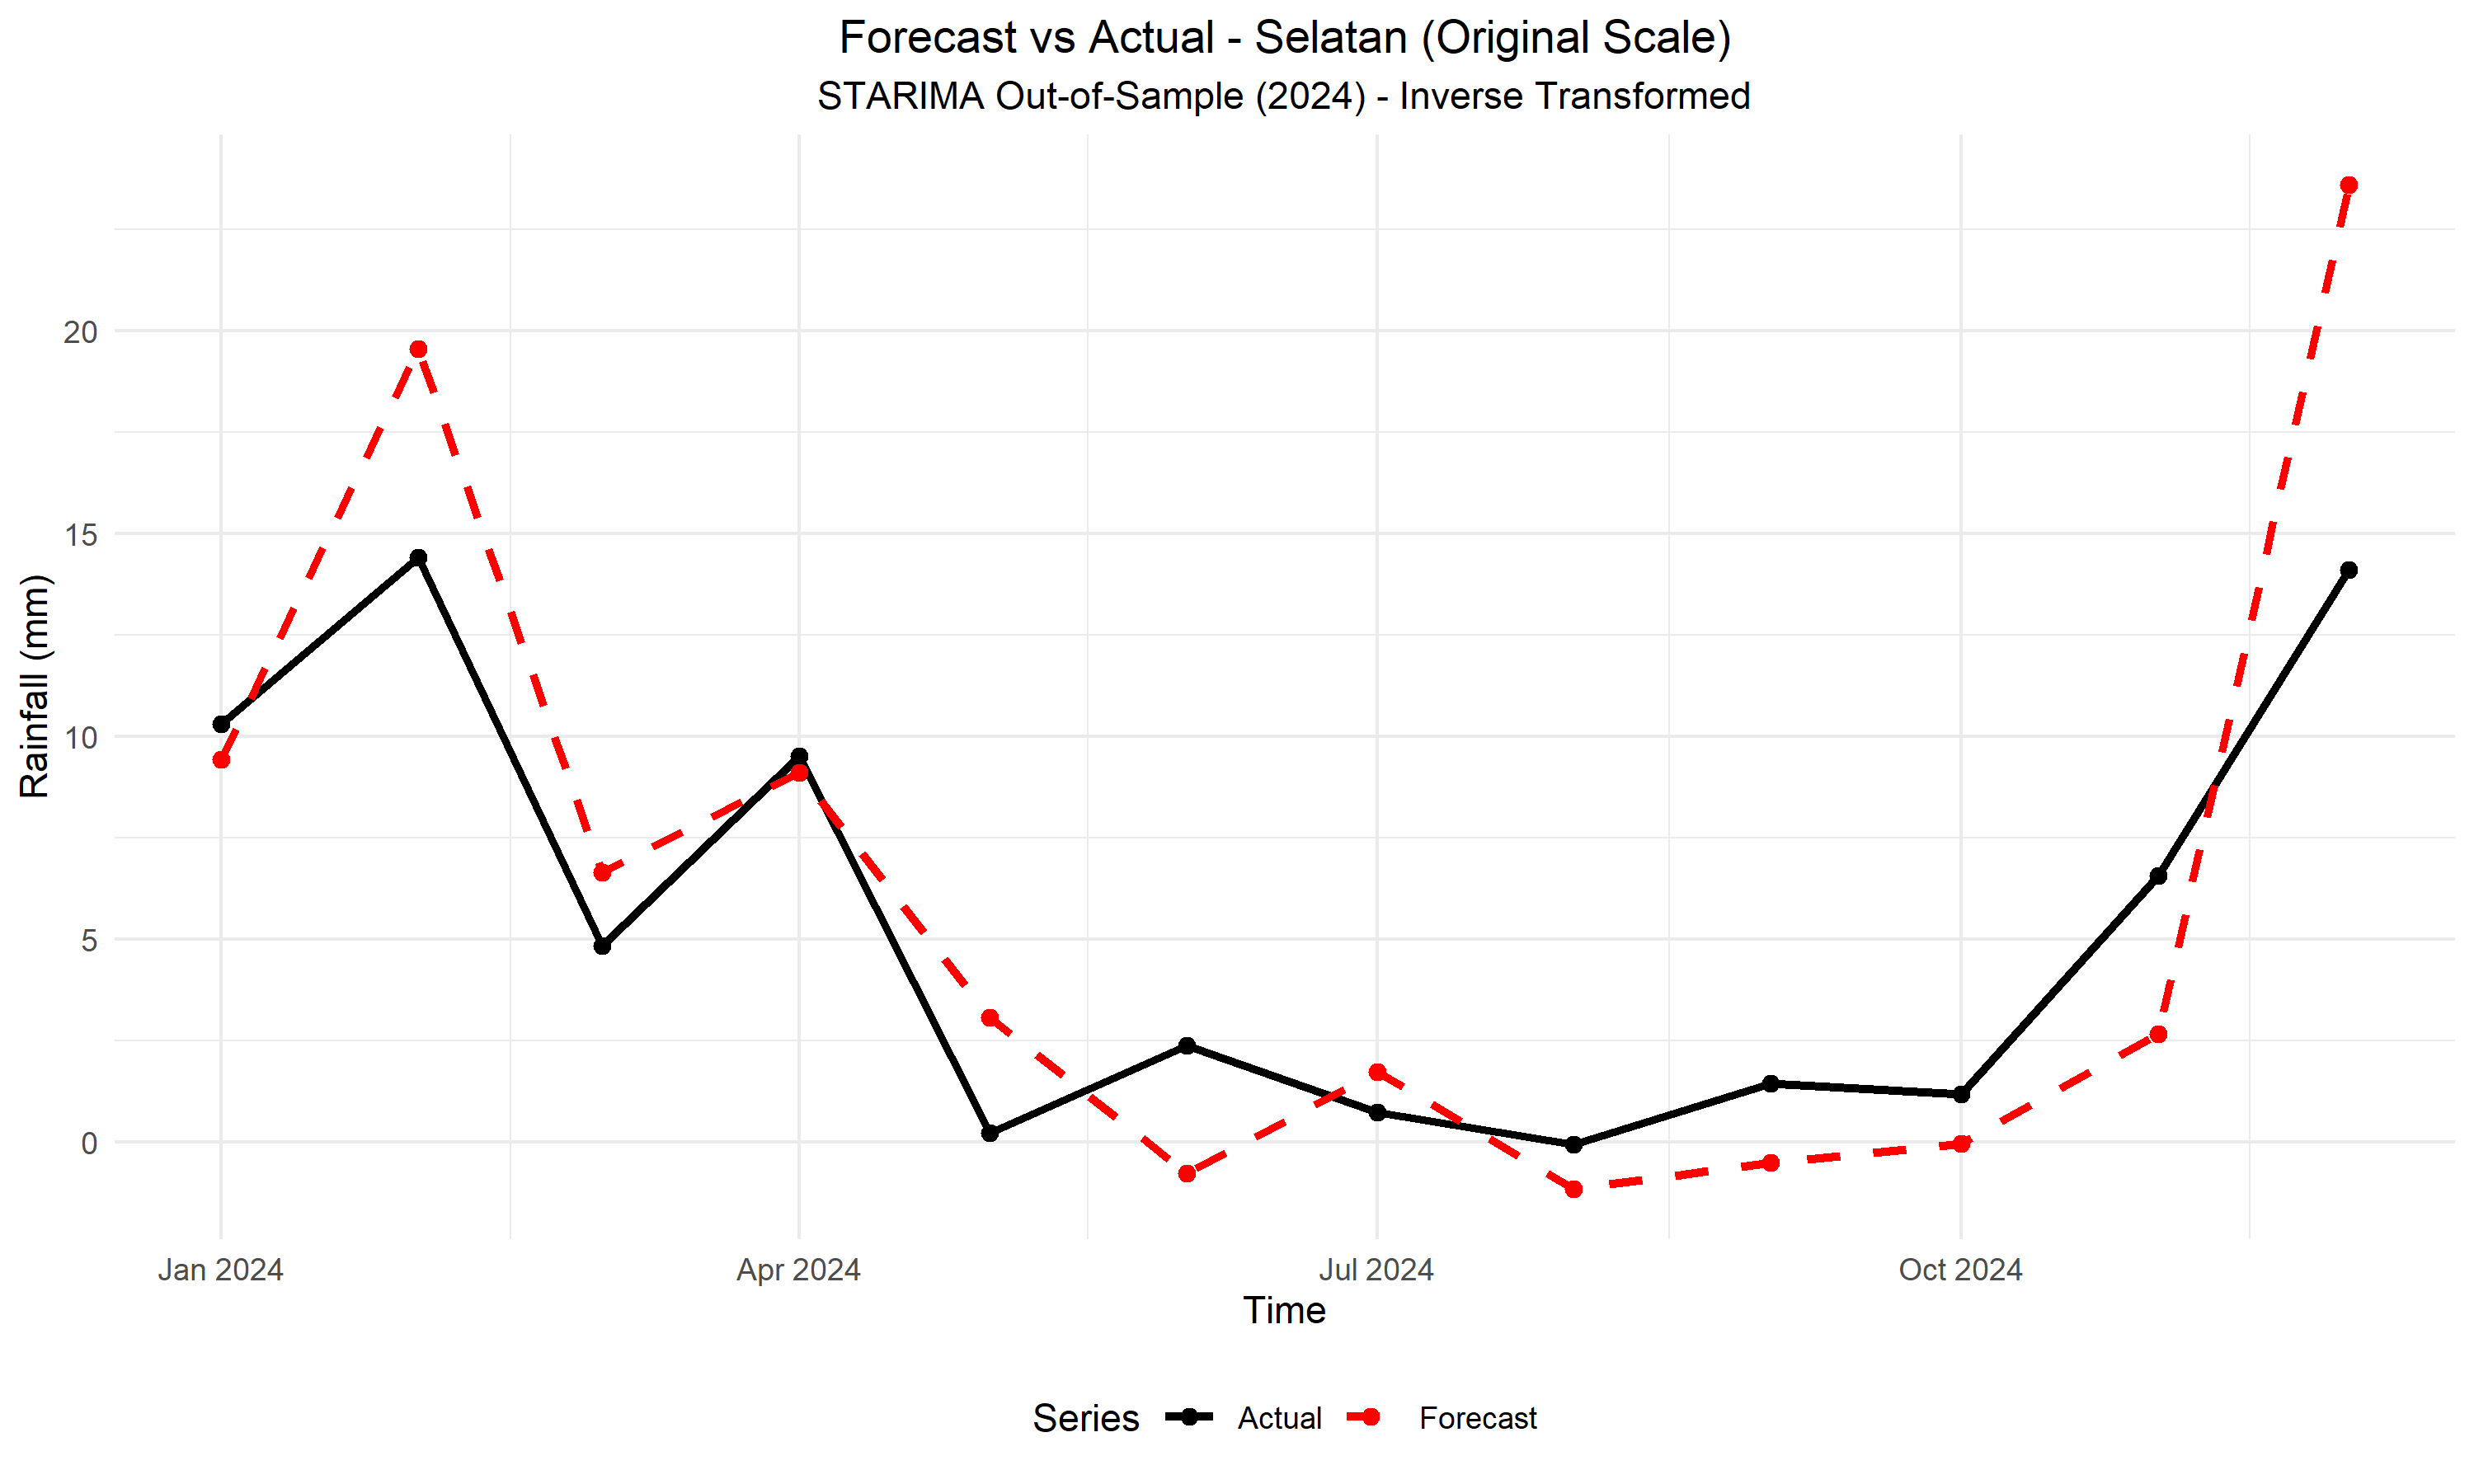 Forecast vs Actual - Selatan (Original Scale)
STARIMA Out-of-Sample (2024) - Inverse Transformed
Rainfall (mm)
20
15
10
5
0
Jan 2024 Apr 2024 Jul 2024 Oct 2024
Time
Series Actual Forecast